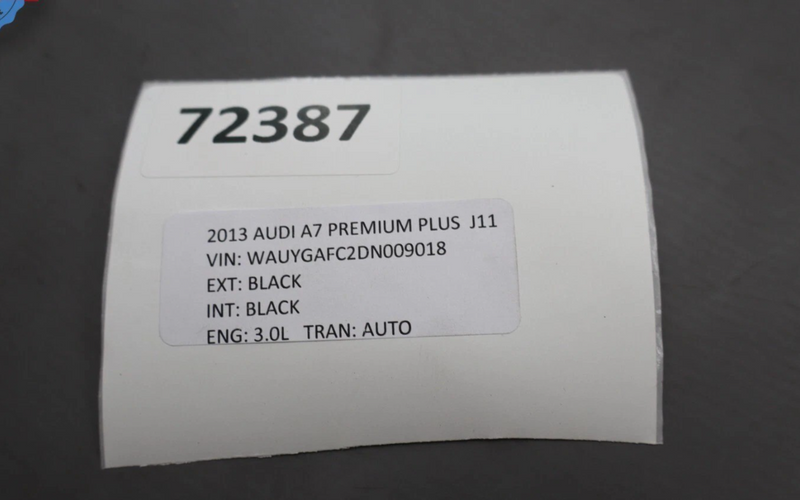 72387
2013 AUDI A7 PREMIUM PLUS J11
VIN: WAUYGAFC2DN009018
EXT: BLACK
INT: BLACK
ENG: 3.0L TRAN: AUTO